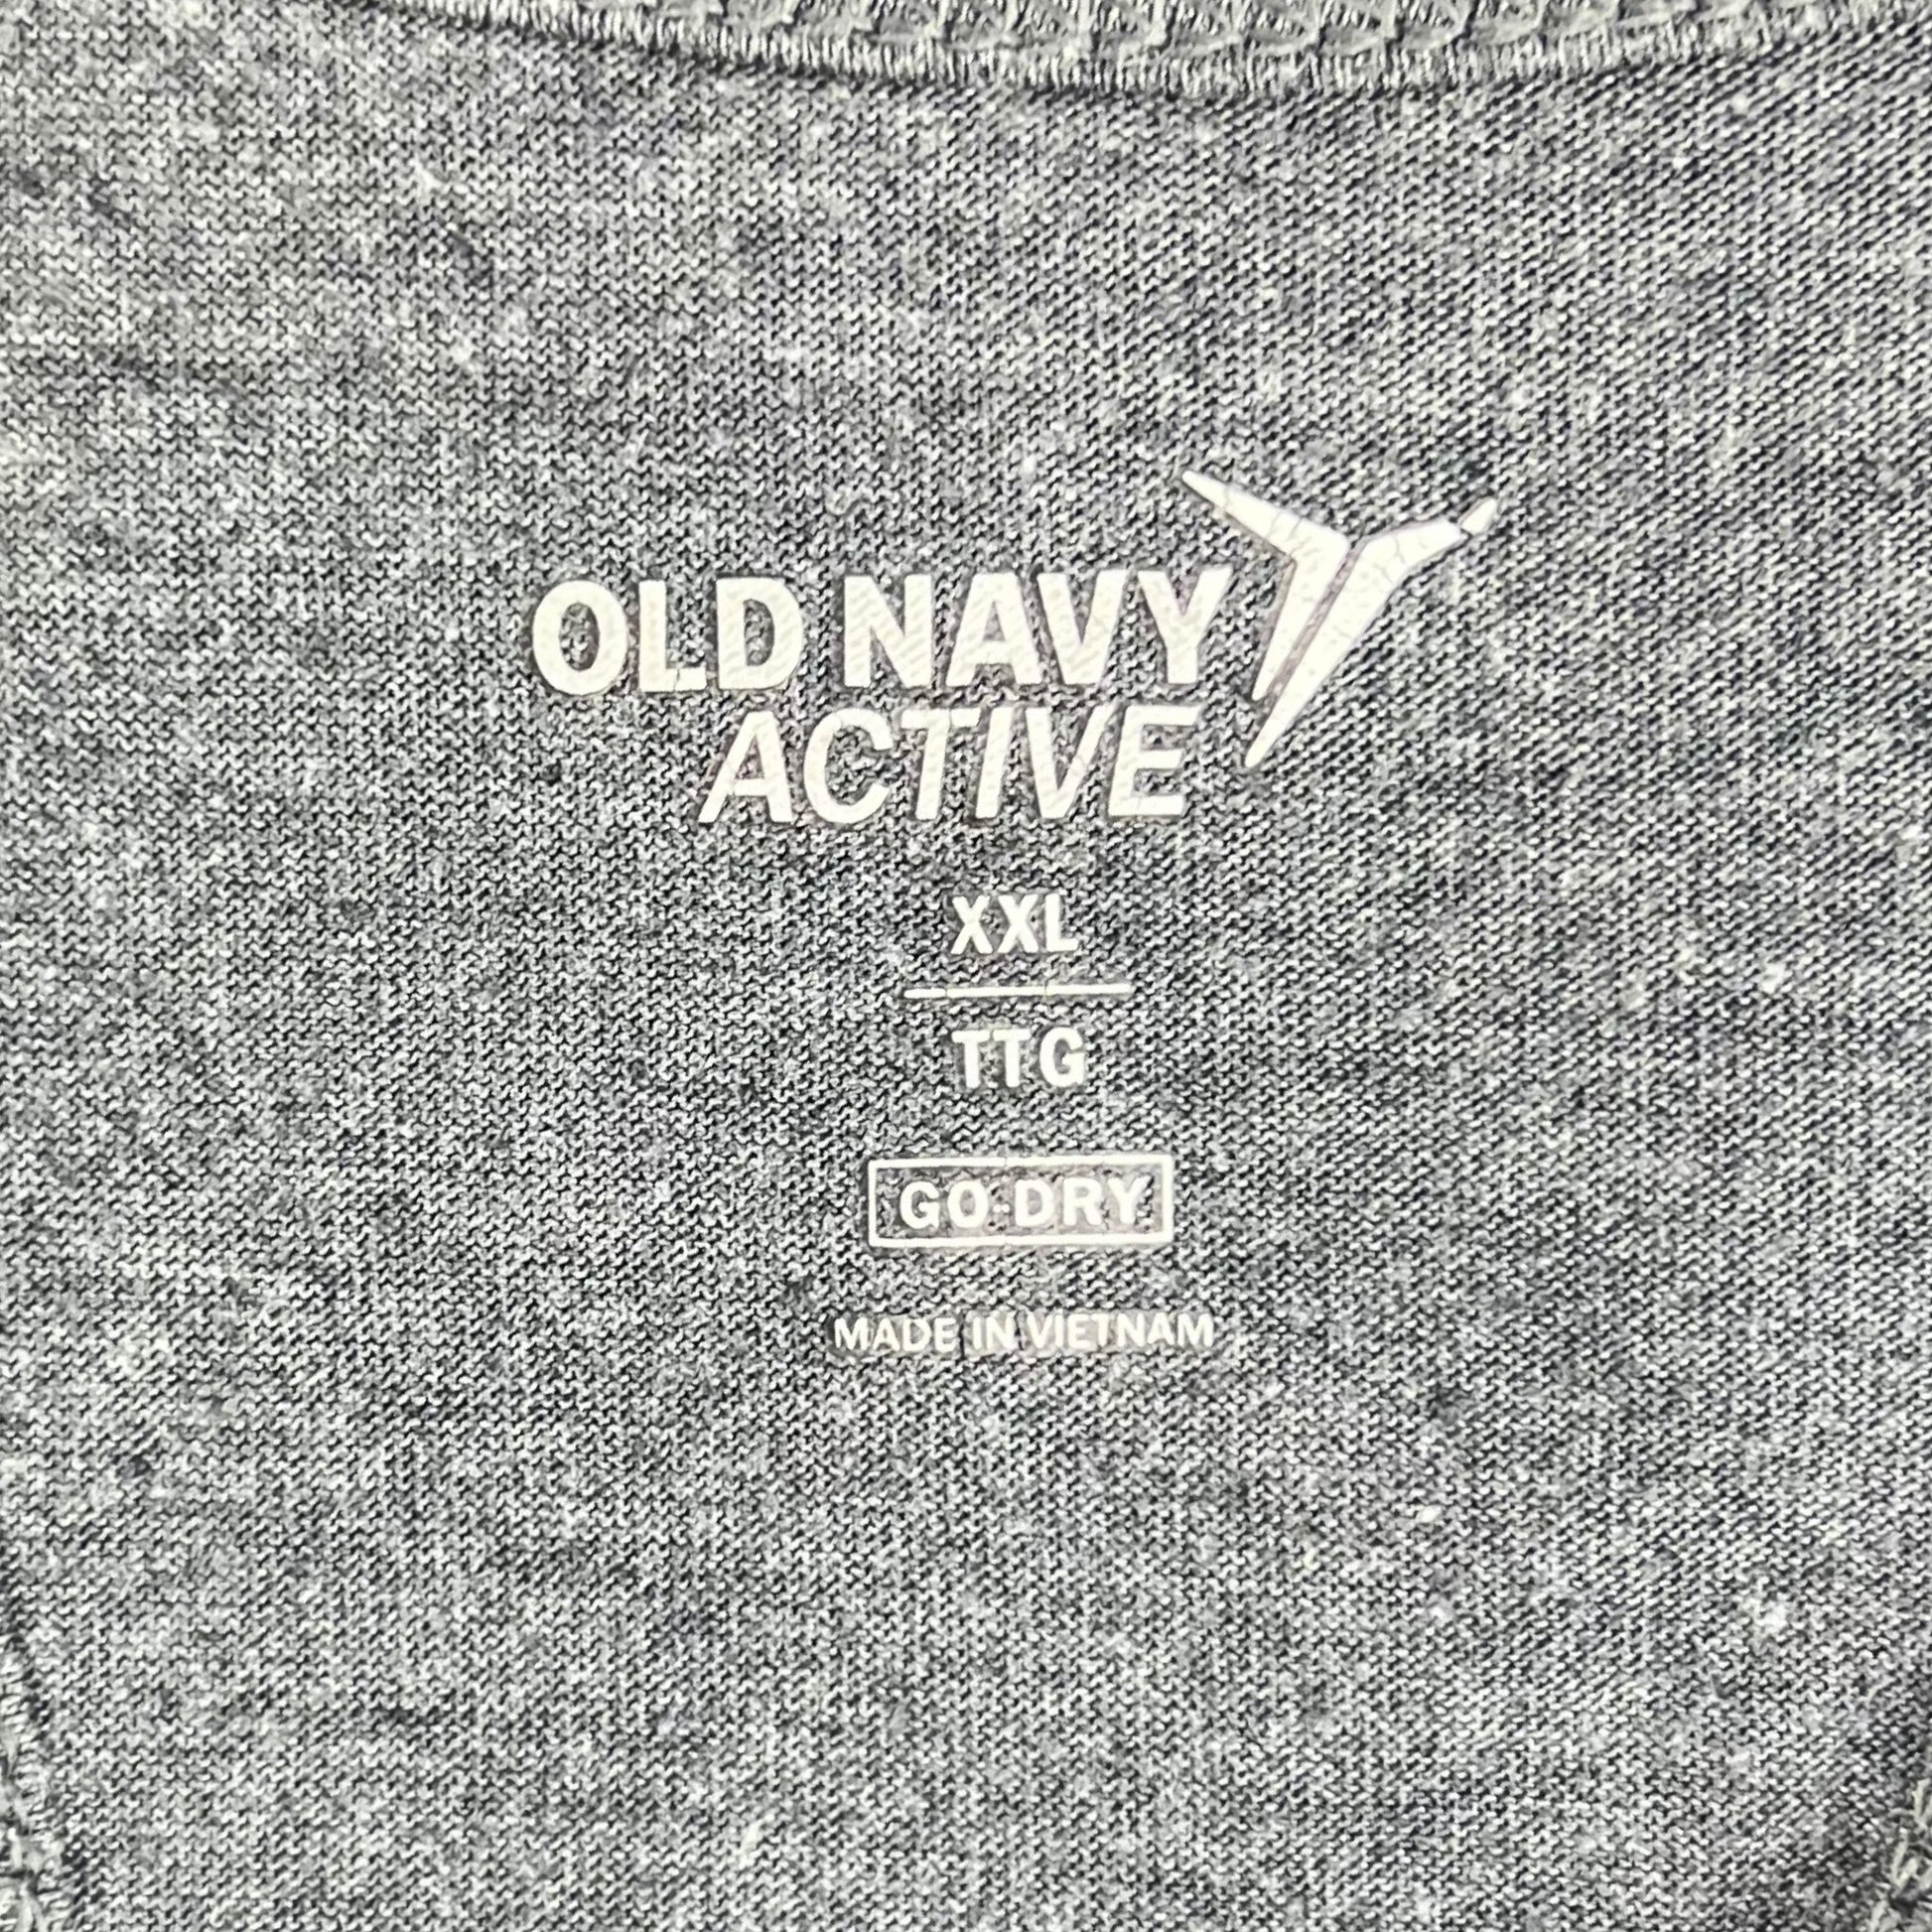 OLD NAVY
ACTIVE
XXL
TTG
GO-DRY
MADE IN VIETNAM